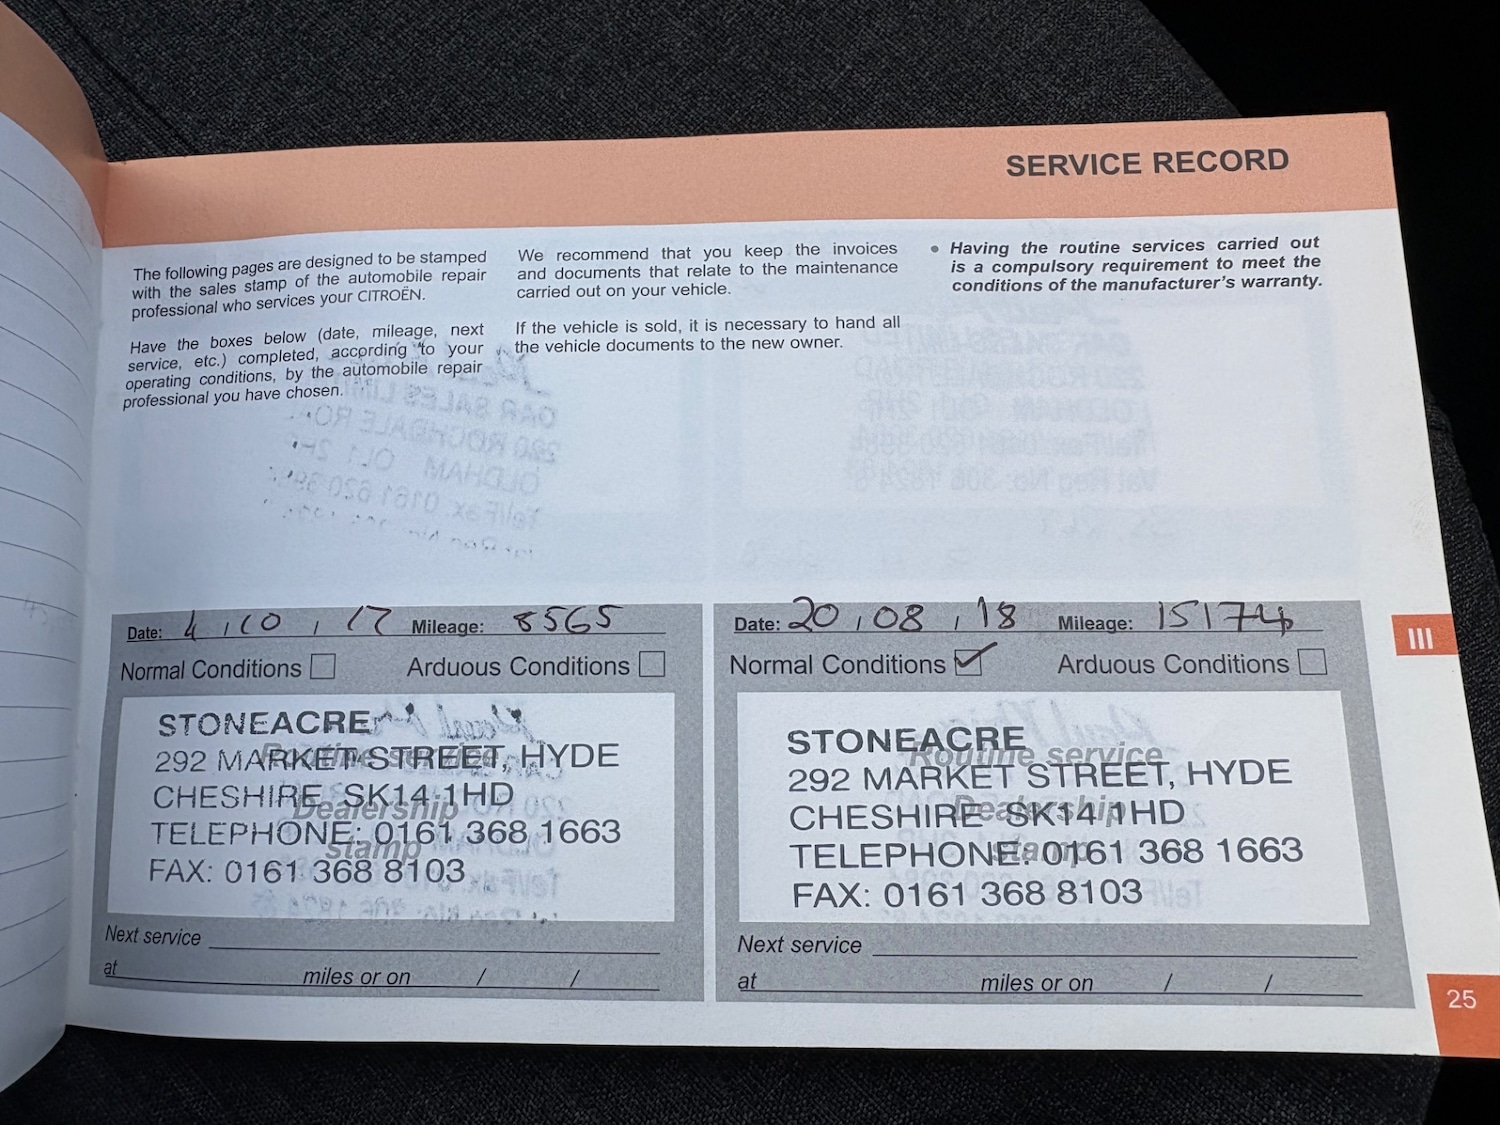 SERVICE RECORD
The following pages are designed to be stamped
with the sales stamp of the automobile repair
professional who services your CITROËN.
Have the boxes below (date, mileage, next
service, etc.) completed, according to your
operating conditions, by the automobile repair
professional you have chosen.
We recommend that you keep the invoices
and documents that relate to the maintenance
carried out on your vehicle.
If the vehicle is sold, it is necessary to hand all
the vehicle documents to the new owner.
• Having the routine services carried out
is a compulsory requirement to meet the
conditions of the manufacturer's warranty.
Date: 4 / 10 / 17 Mileage: 8565
Normal Conditions Arduous Conditions
STONEACRE
292 MARKET STREET, HYDE
CHESHIRE SK14 1HD
TELEPHONE: 0161 368 1663
FAX: 0161 368 8103
Routine service
Dealership
stamp
Next service
at miles or on / /
Date: 20 / 08 / 18 Mileage: 15174
Normal Conditions ✓ Arduous Conditions
STONEACRE
292 MARKET STREET, HYDE
CHESHIRE SK14 1HD
TELEPHONE: 0161 368 1663
FAX: 0161 368 8103
Routine service
Dealership
stamp
Next service
at miles or on / /
III
25